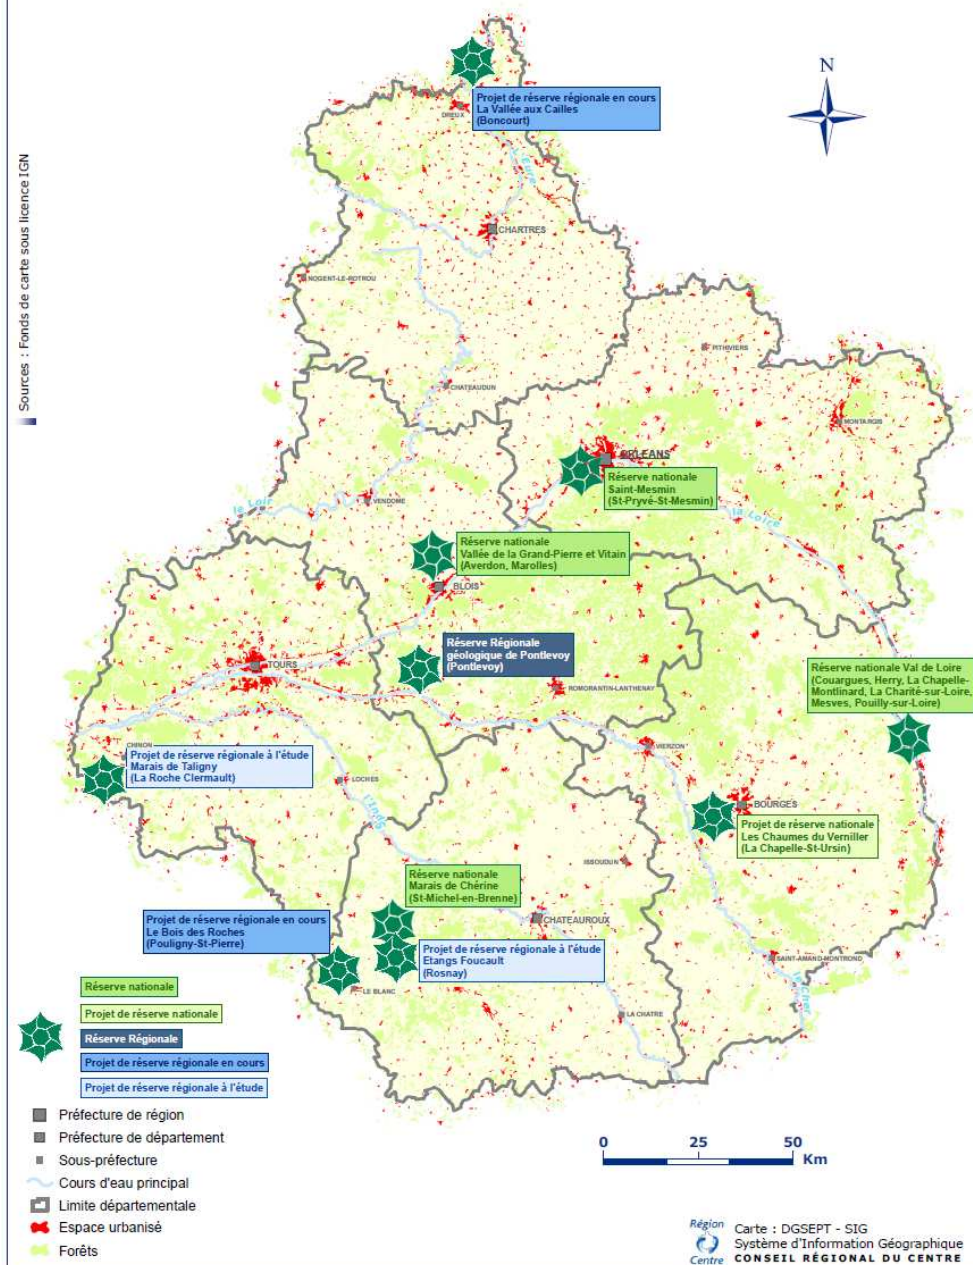 Sources : Fonds de carte sous licence IGN
N
Projet de réserve régionale en cours
La Vallée aux Cailles
(Boncourt)
DREUX
L'Eure
CHARTRES
NOGENT-LE-ROTROU
PITHIVIERS
CHATEAUDUN
MONTARGIS
ORLEANS
Réserve nationale
Saint-Mesmin
(St-Pryvé-St-Mesmin)
le Loir
VENDOME
la Loire
Réserve nationale
Vallée de la Grand-Pierre et Vitain
(Averdon, Marolles)
BLOIS
Réserve Régionale
géologique de Pontlevoy
(Pontlevoy)
TOURS
ROMORANTIN-LANTHENAY
Réserve nationale Val de Loire
(Couargues, Herry, La Chapelle-
Montlinard, La Charité-sur-Loire,
Mesves, Pouilly-sur-Loire)
CHINON
VIERZON
Projet de réserve régionale à l'étude
Marais de Taligny
(La Roche Clermault)
LOCHES
L'Indre
BOURGES
Projet de réserve nationale
Les Chaumes du Verniller
(La Chapelle-St-Ursin)
ISSOUDUN
Réserve nationale
Marais de Chérine
(St-Michel-en-Brenne)
CHATEAUROUX
Projet de réserve régionale en cours
Le Bois des Roches
(Pouligny-St-Pierre)
Projet de réserve régionale à l'étude
Etangs Foucault
(Rosnay)
SAINT-AMAND-MONTROND
le Cher
LE BLANC
LA CHATRE
Réserve nationale
Projet de réserve nationale
Réserve Régionale
Projet de réserve régionale en cours
Projet de réserve régionale à l'étude
Préfecture de région
Préfecture de département
Sous-préfecture
Cours d'eau principal
Limite départementale
Espace urbanisé
Forêts
0 25 50
Km
Région
Centre
Carte : DGSEPT - SIG
Système d'Information Géographique
CONSEIL RÉGIONAL DU CENTRE